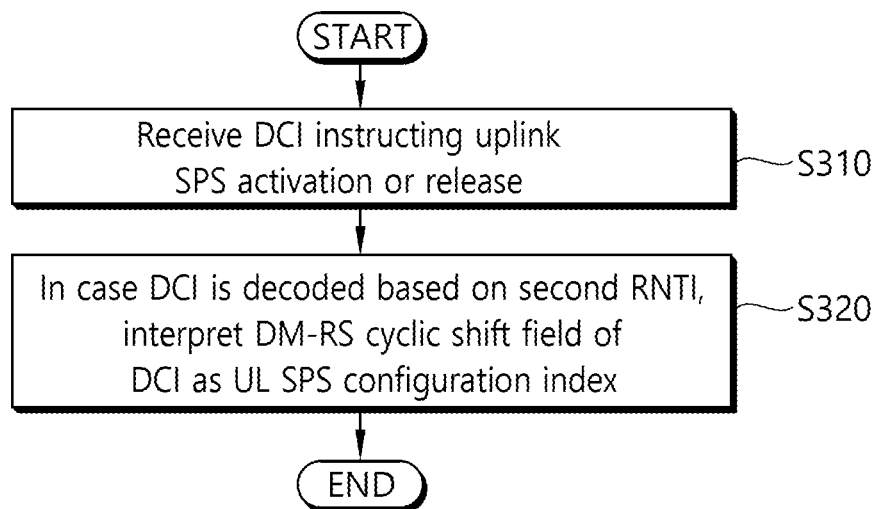 START
Receive DCI instructing uplink
SPS activation or release
S310
In case DCI is decoded based on second RNTI,
interpret DM-RS cyclic shift field of
DCI as UL SPS configuration index
S320
END